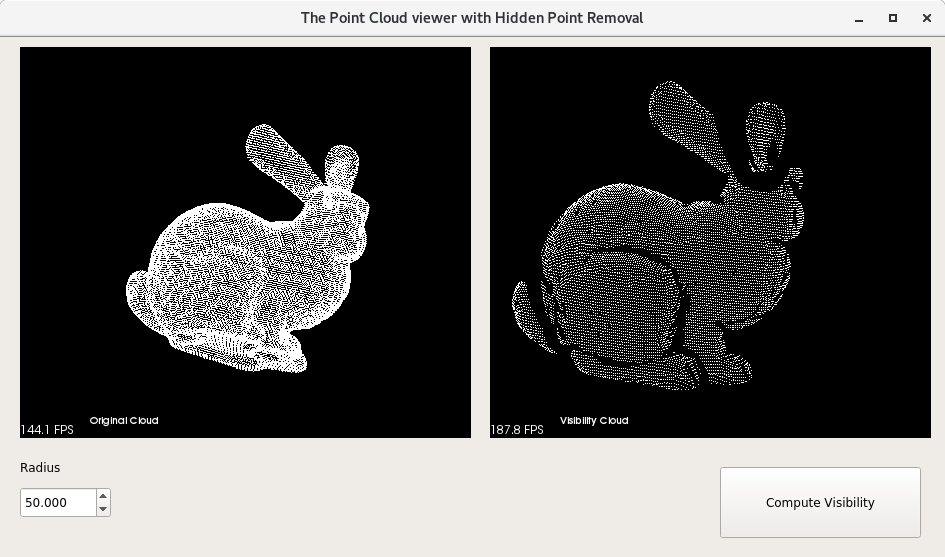 The Point Cloud viewer with Hidden Point Removal
Original Cloud
144.1 FPS
Visibility Cloud
187.8 FPS
Radius
50.000
Compute Visibility